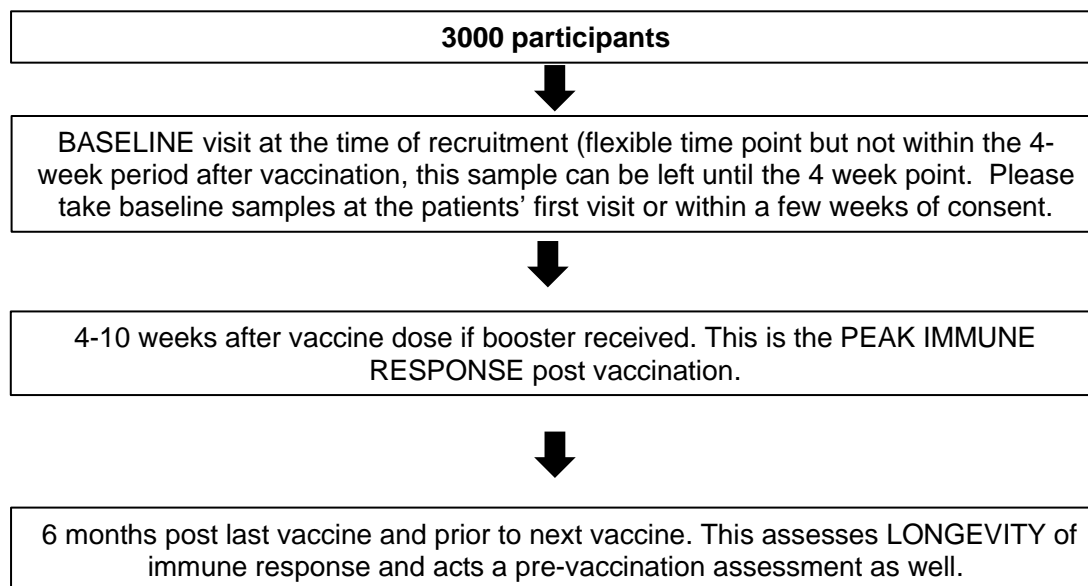 3000 participants
BASELINE visit at the time of recruitment (flexible time point but not within the 4-
week period after vaccination, this sample can be left until the 4 week point.  Please
take baseline samples at the patients’ first visit or within a few weeks of consent.
4-10 weeks after vaccine dose if booster received. This is the PEAK IMMUNE
RESPONSE post vaccination.
6 months post last vaccine and prior to next vaccine. This assesses LONGEVITY of
immune response and acts a pre-vaccination assessment as well.